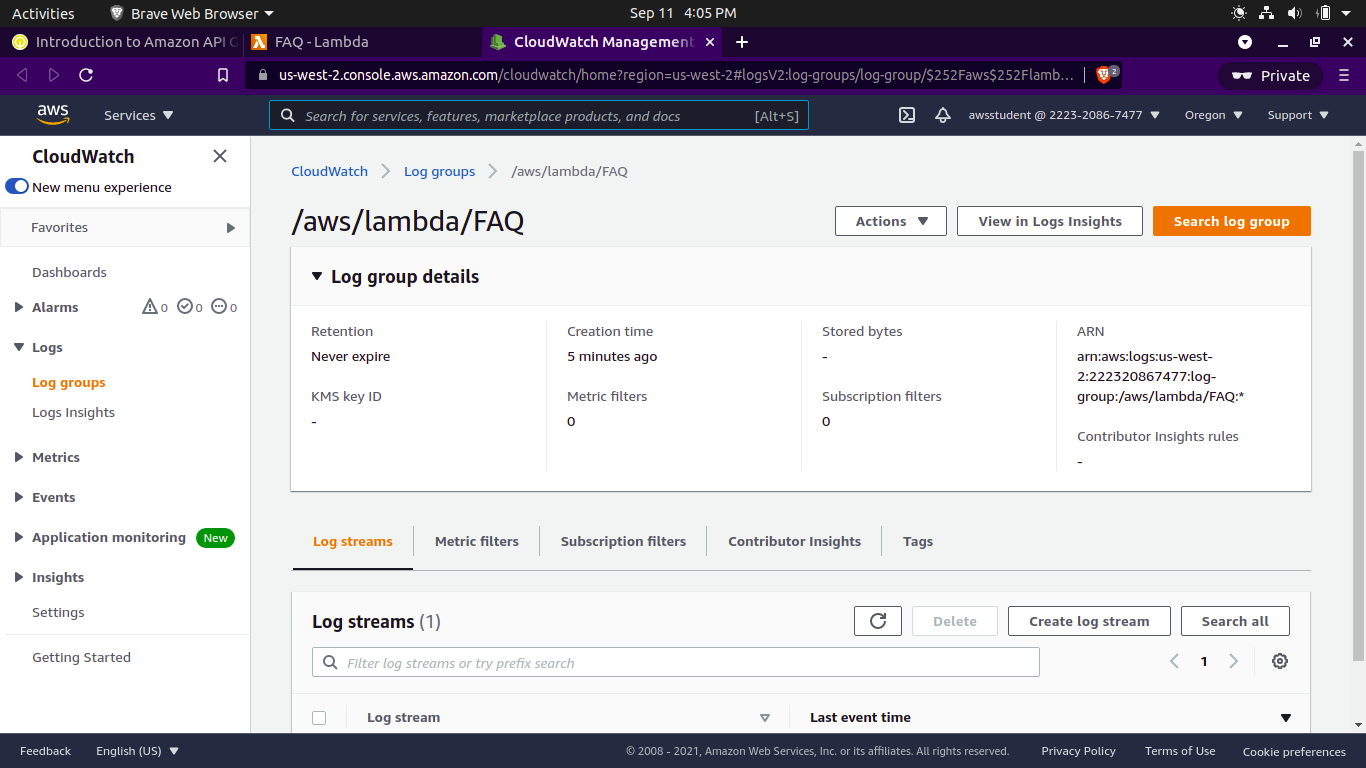 Activities
Brave Web Browser
Sep 11 4:05 PM
Introduction to Amazon API G
FAQ - Lambda
CloudWatch Management
us-west-2.console.aws.amazon.com/cloudwatch/home?region=us-west-2#logsV2:log-groups/log-group/$252Faws$252Flamb…
2
Private
aws
Services
Search for services, features, marketplace products, and docs
[Alt+S]
awsstudent @ 2223-2086-7477
Oregon
Support
CloudWatch
New menu experience
Favorites
Dashboards
Alarms 0 0 0
Logs
Log groups
Logs Insights
Metrics
Events
Application monitoring New
Insights
Settings
Getting Started
CloudWatch
Log groups
/aws/lambda/FAQ
/aws/lambda/FAQ
Actions
View in Logs Insights
Search log group
Log group details
Retention
Never expire
KMS key ID
-
Creation time
5 minutes ago
Metric filters
0
Stored bytes
-
Subscription filters
0
ARN
arn:aws:logs:us-west-
2:222320867477:log-
group:/aws/lambda/FAQ:*
Contributor Insights rules
-
Log streams
Metric filters
Subscription filters
Contributor Insights
Tags
Log streams (1)
Delete
Create log stream
Search all
Filter log streams or try prefix search
1
Log stream
Last event time
Feedback
English (US)
© 2008 - 2021, Amazon Web Services, Inc. or its affiliates. All rights reserved.
Privacy Policy
Terms of Use
Cookie preferences